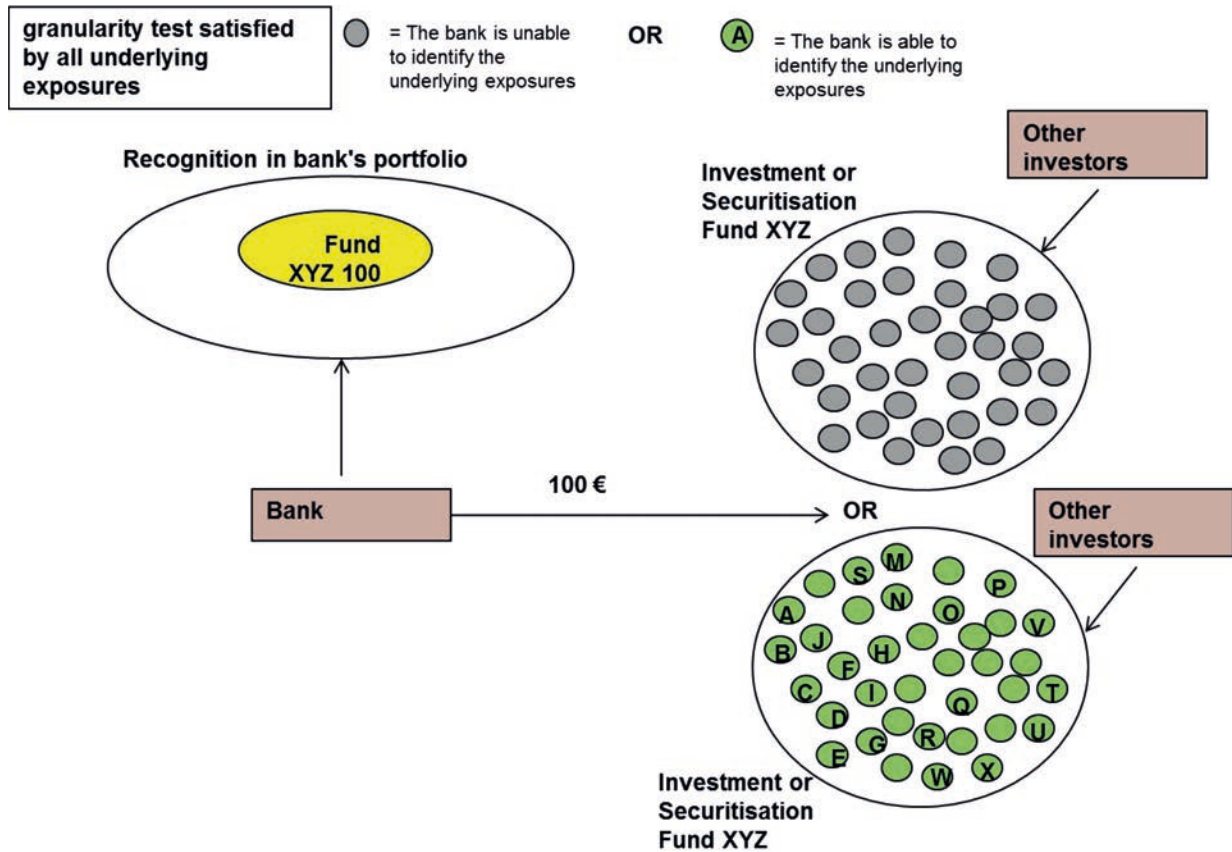 granularity test satisfied
by all underlying
exposures
= The bank is unable
to identify the
underlying exposures
OR
A
= The bank is able to
identify the underlying
exposures
Other
investors
Recognition in bank's portfolio
Investment or
Securitisation
Fund XYZ
Fund
XYZ 100
Bank
100 €
OR
Other
investors
M
S
P
N
A
O
V
J
B
H
F
C
I
T
Q
D
U
R
G
E
X
W
Investment or
Securitisation
Fund XYZ